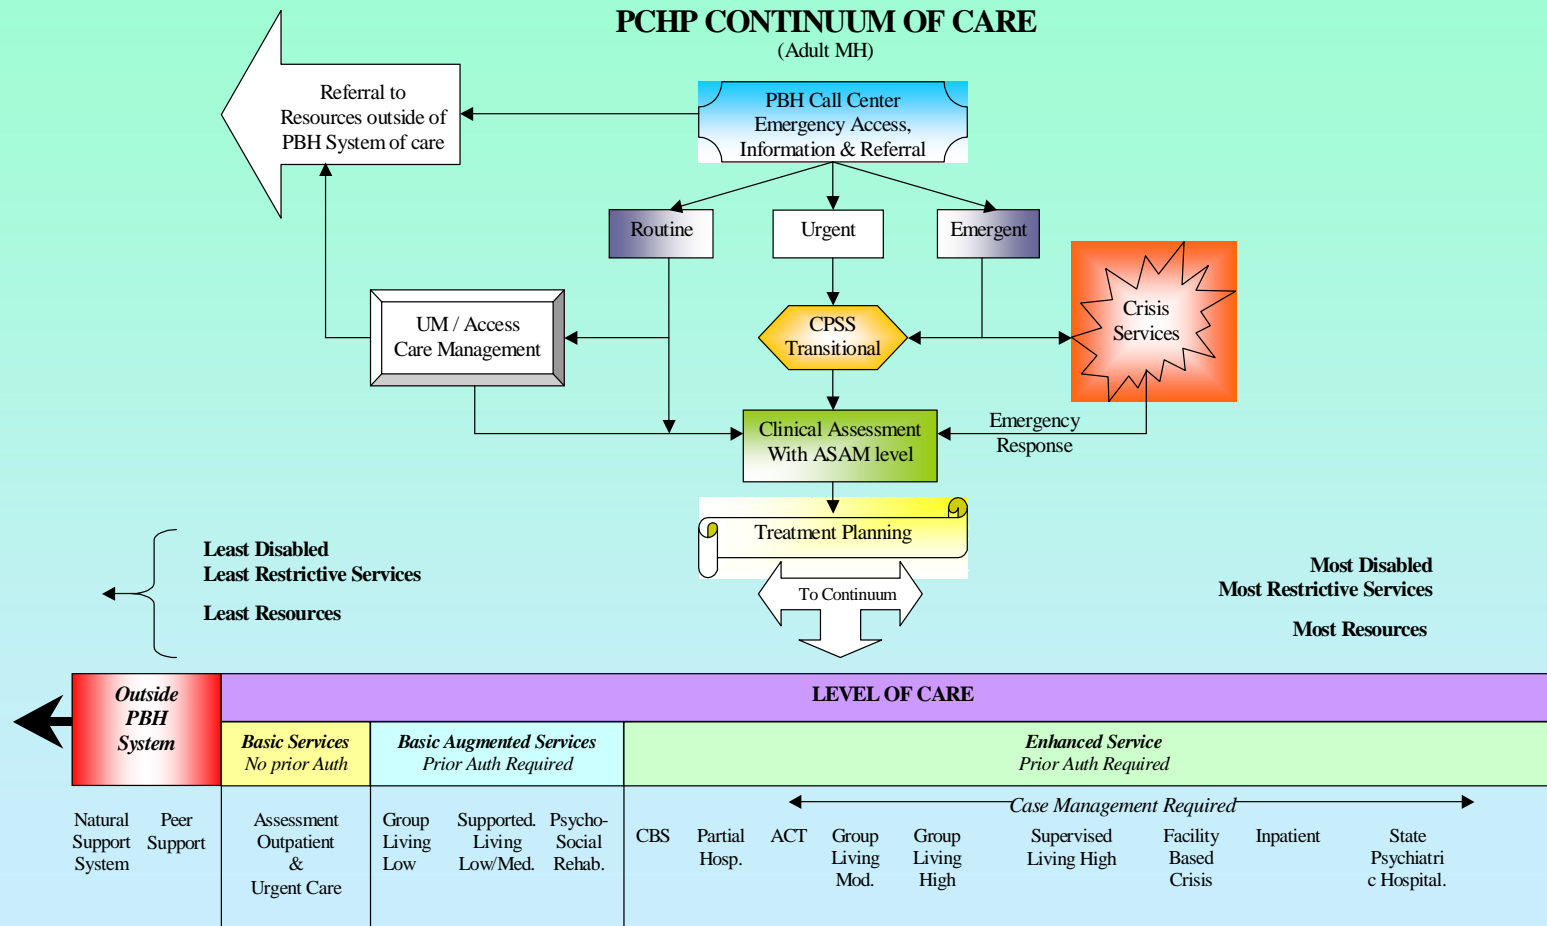 PCHP CONTINUUM OF CARE
(Adult MH)
Referral to
Resources outside of
PBH System of care
PBH Call Center
Emergency Access,
Information & Referral
Routine
Urgent
Emergent
UM / Access
Care Management
CPSS
Transitional
Crisis
Services
Clinical Assessment
With ASAM level
Emergency
Response
Treatment Planning
To Continuum
Least Disabled
Least Restrictive Services
Least Resources
Most Disabled
Most Restrictive Services
Most Resources
Outside
PBH
System
LEVEL OF CARE
Basic Services
No prior Auth
Basic Augmented Services
Prior Auth Required
Enhanced Service
Prior Auth Required
Case Management Required
Natural
Support
System
Peer
Support
Assessment
Outpatient
&
Urgent Care
Group
Living
Low
Supported.
Living
Low/Med.
Psycho-
Social
Rehab.
CBS
Partial
Hosp.
ACT
Group
Living
Mod.
Group
Living
High
Supervised
Living High
Facility
Based
Crisis
Inpatient
State
Psychiatri
c Hospital.